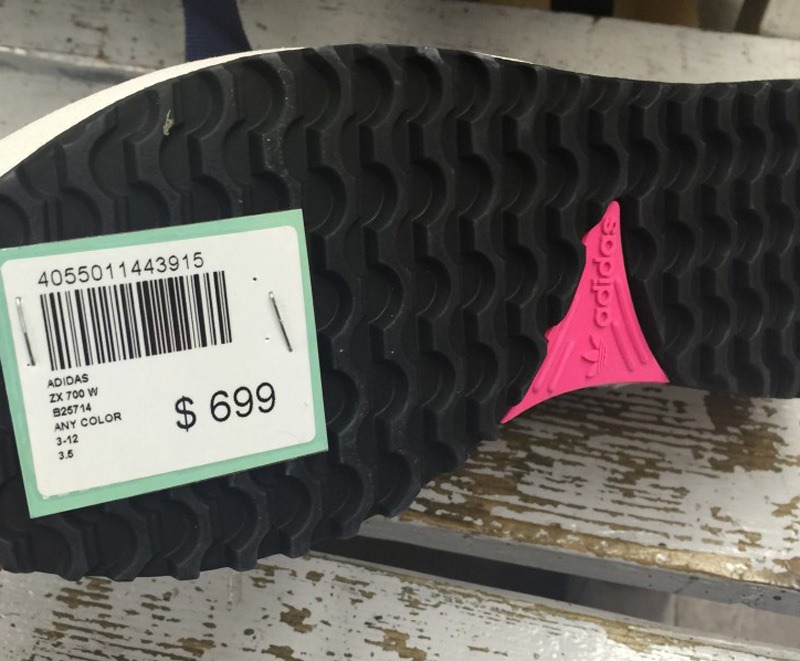 4055011443915
ADIDAS
ZX 700 W
B25714
ANY COLOR
3-12
3.5
$ 699
adidas